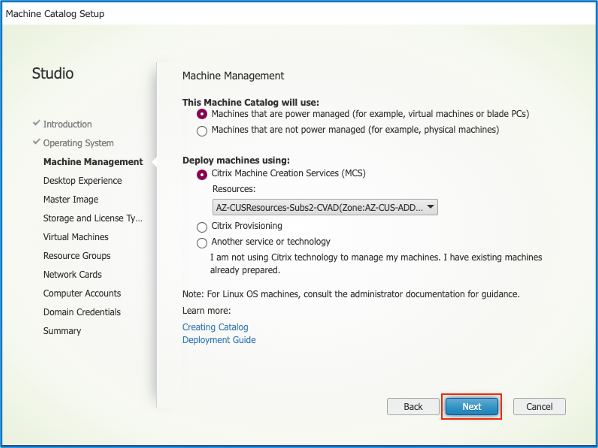 Machine Catalog Setup
Studio
Introduction
Operating System
Machine Management
Desktop Experience
Master Image
Storage and License Ty...
Virtual Machines
Resource Groups
Network Cards
Computer Accounts
Domain Credentials
Summary
Machine Management
This Machine Catalog will use:
Machines that are power managed (for example, virtual machines or blade PCs)
Machines that are not power managed (for example, physical machines)
Deploy machines using:
Citrix Machine Creation Services (MCS)
Resources:
AZ-CUSResources-Subs2-CVAD(Zone:AZ-CUS-ADD...
Citrix Provisioning
Another service or technology
I am not using Citrix technology to manage my machines. I have existing machines
already prepared.
Note: For Linux OS machines, consult the administrator documentation for guidance.
Learn more:
Creating Catalog
Deployment Guide
Back
Next
Cancel